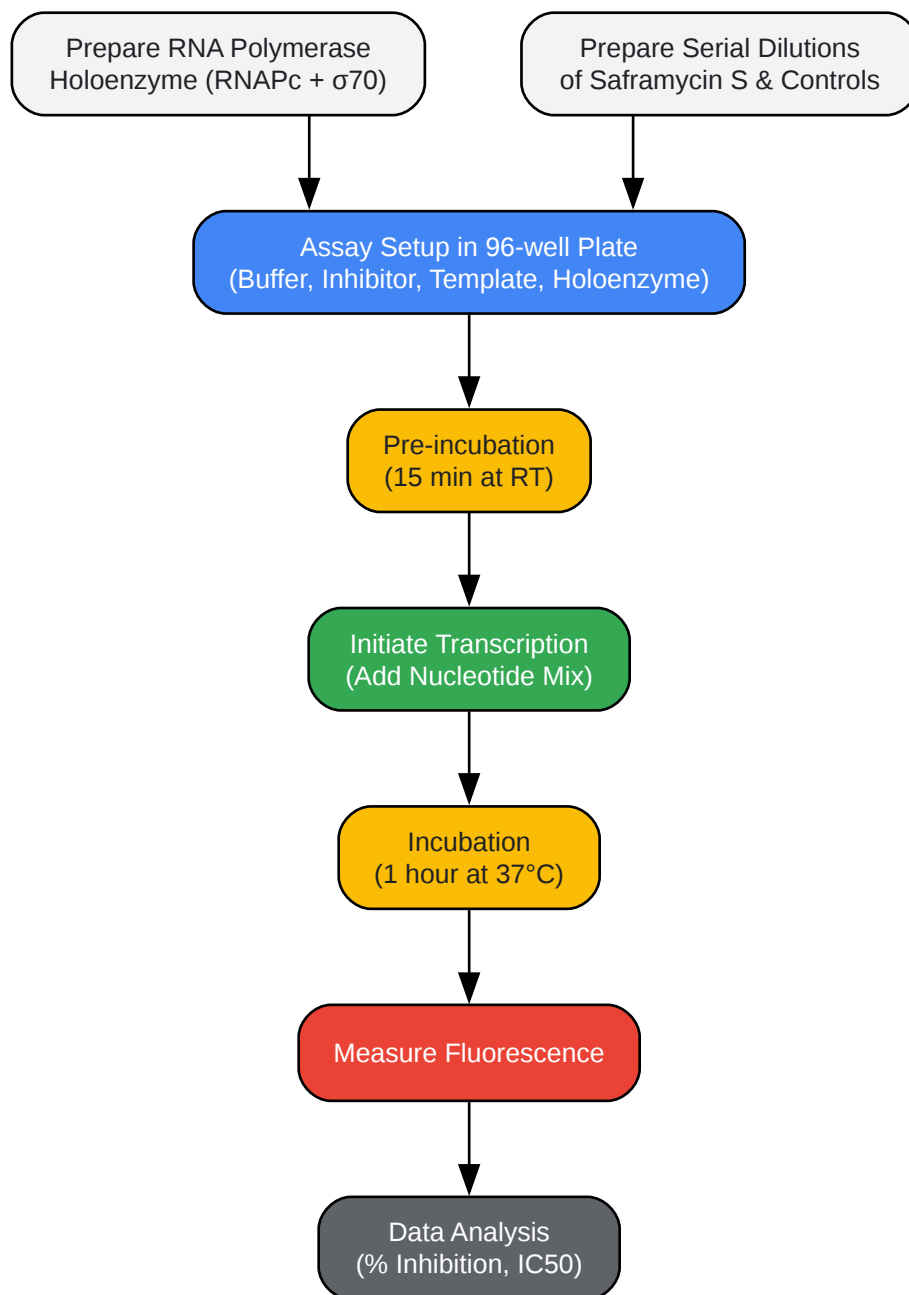 Prepare RNA Polymerase
Holoenzyme (RNAPc + σ70)
Prepare Serial Dilutions
of Saframycin S & Controls
Assay Setup in 96-well Plate
(Buffer, Inhibitor, Template, Holoenzyme)
Pre-incubation
(15 min at RT)
Initiate Transcription
(Add Nucleotide Mix)
Incubation
(1 hour at 37°C)
Measure Fluorescence
Data Analysis
(% Inhibition, IC50)